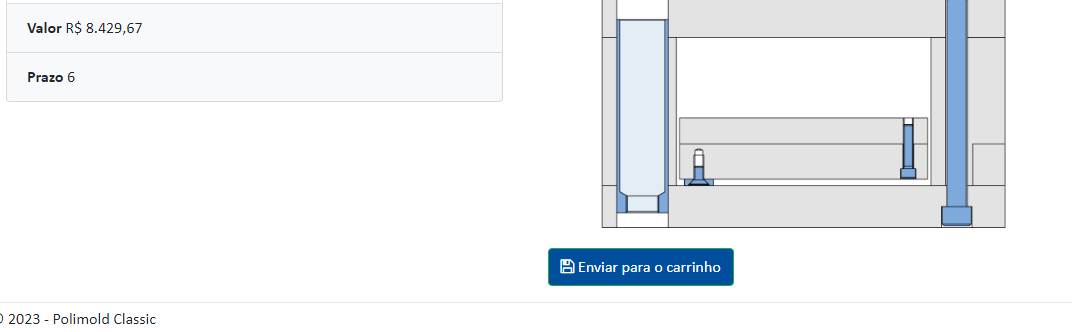 Valor R$ 8.429,67
Prazo 6
Enviar para o carrinho
© 2023 - Polimold Classic